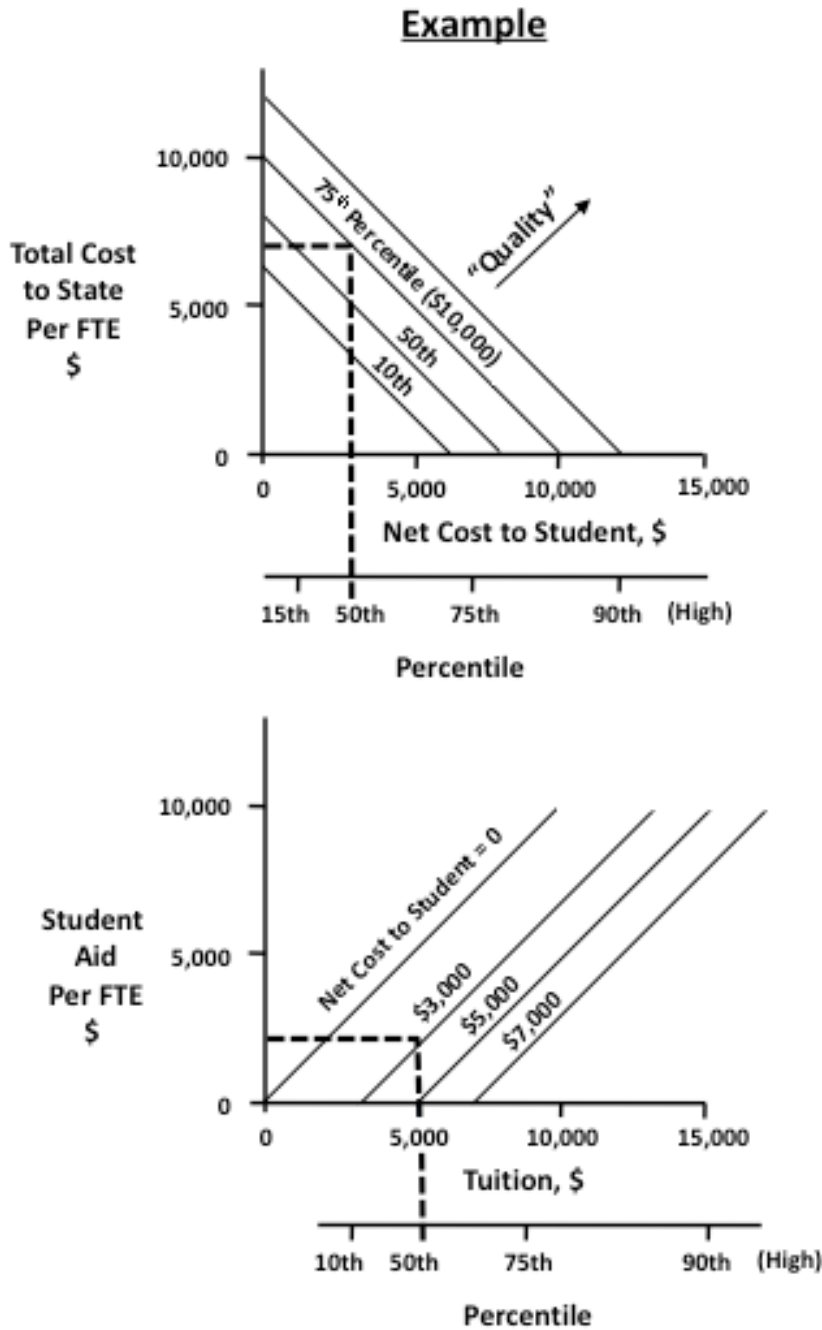 Example
10,000
5,000
0
Total Cost
to State
Per FTE
$
75th Percentile ($10,000)
50th
10th
"Quality"
0
5,000
10,000
15,000
Net Cost to Student, $
15th
50th
75th
90th
(High)
Percentile
10,000
5,000
0
Student
Aid
Per FTE
$
Net Cost to Student = 0
$3,000
$5,000
$7,000
0
5,000
10,000
15,000
Tuition, $
10th
50th
75th
90th
(High)
Percentile